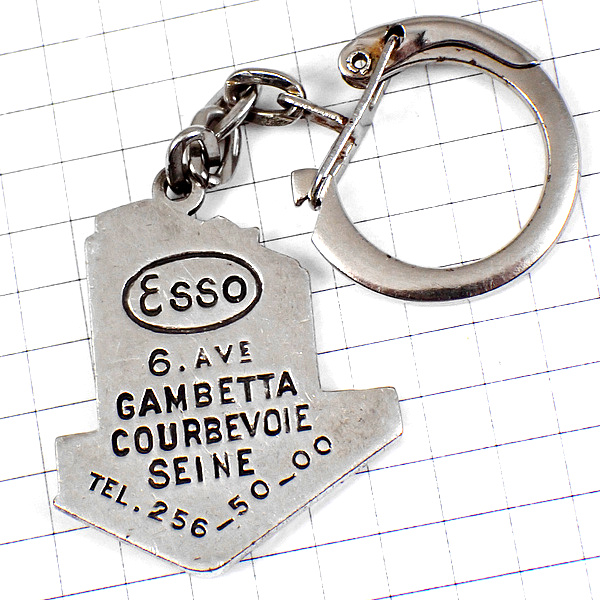 Esso
6. AVE
GAMBETTA
COURBEVOIE
SEINE
TEL. 256-50-00